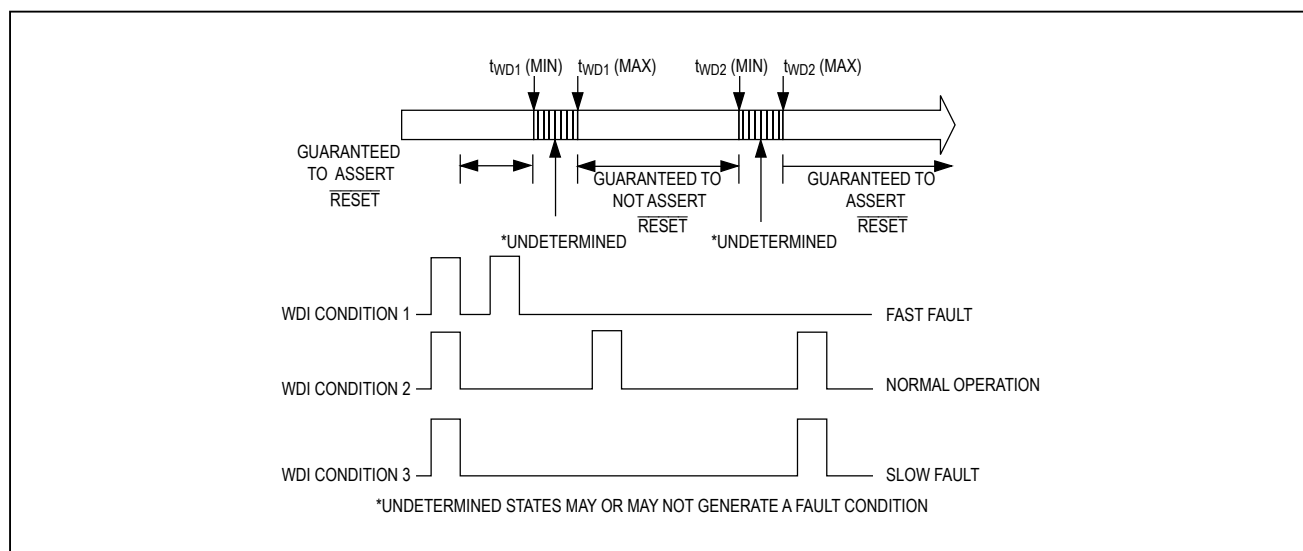 tWD1 (MIN) tWD1 (MAX) tWD2 (MIN) tWD2 (MAX)
GUARANTEED
TO ASSERT
RESET
GUARANTEED TO
NOT ASSERT
RESET
GUARANTEED TO
ASSERT
RESET
*UNDETERMINED *UNDETERMINED
WDI CONDITION 1 FAST FAULT
WDI CONDITION 2 NORMAL OPERATION
WDI CONDITION 3 SLOW FAULT
*UNDETERMINED STATES MAY OR MAY NOT GENERATE A FAULT CONDITION